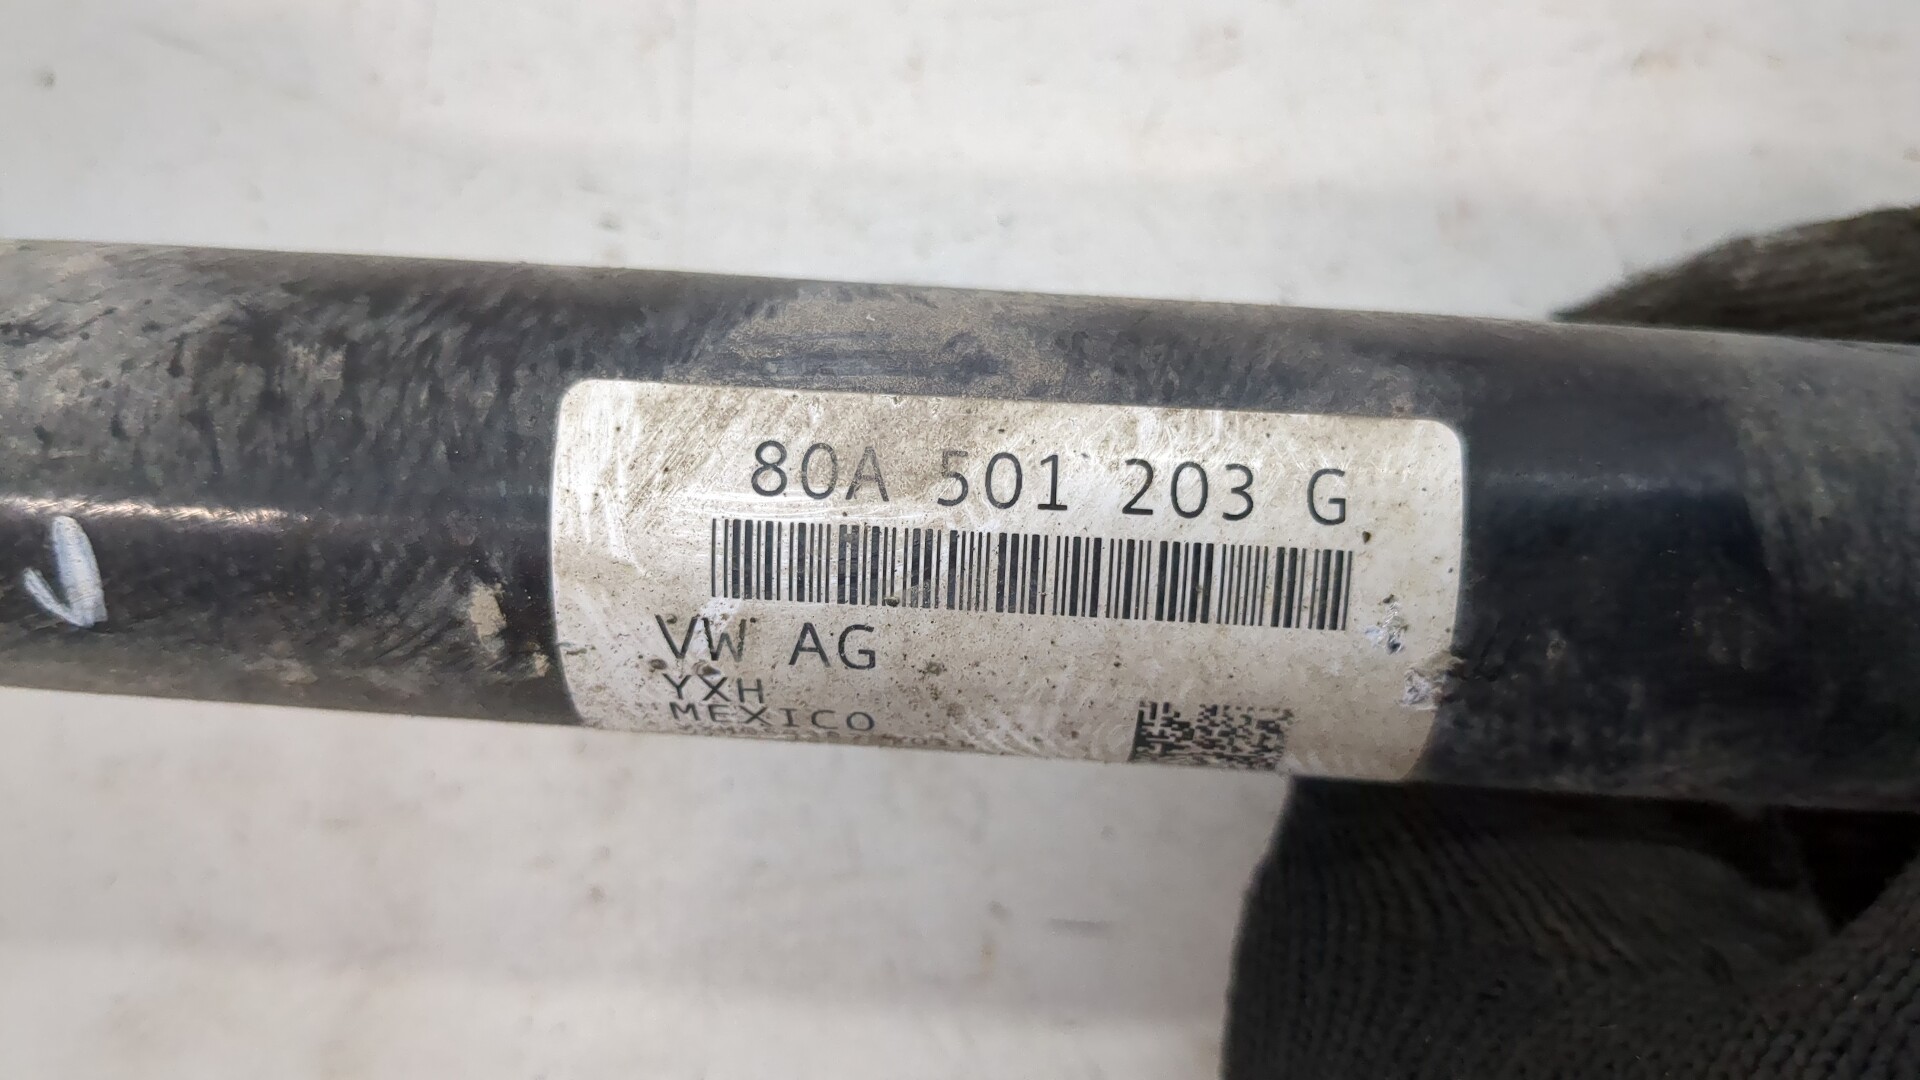 80A 501 203 G
VW AG
YXH
MEXICO